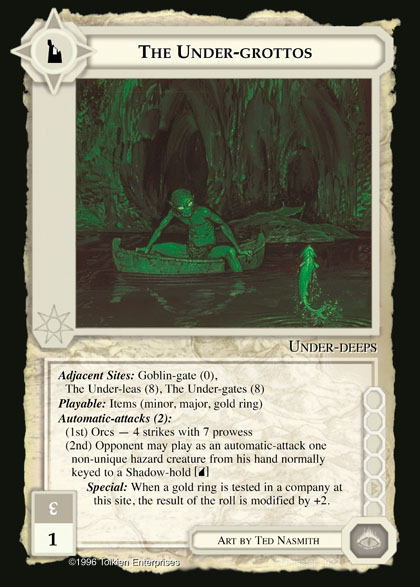 The Under-grottos
Under-deeps
Adjacent Sites: Goblin-gate (0),
The Under-leas (8), The Under-gates (8)
Playable: Items (minor, major, gold ring)
Automatic-attacks (2):
(1st) Orcs — 4 strikes with 7 prowess
(2nd) Opponent may play as an automatic-attack one
non-unique hazard creature from his hand normally
keyed to a Shadow-hold []
Special: When a gold ring is tested in a company at
this site, the result of the roll is modified by +2.
1
Art by Ted Nasmith
©1996 Tolkien Enterprises